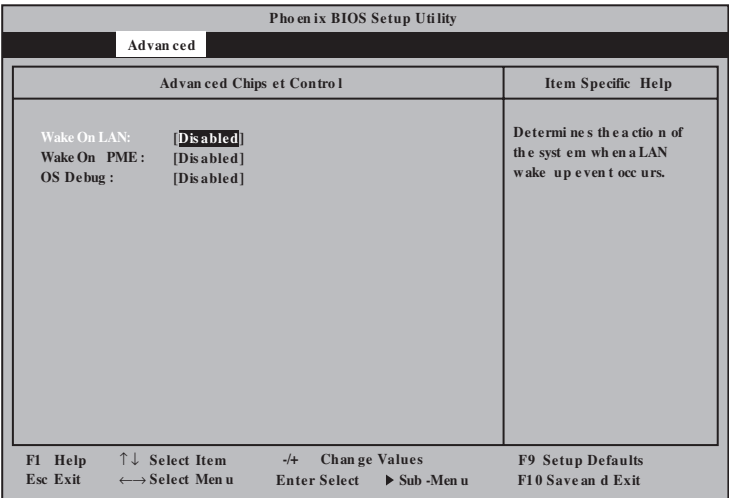 Phoenix BIOS Setup Utility
Advanced
Advanced Chipset Control
Item Specific Help
Wake On LAN: [Disabled]
Wake On PME: [Disabled]
OS Debug: [Disabled]
Determines the action of
the system when a LAN
wake up event occurs.
F1 Help ↑↓ Select Item -/+ Change Values F9 Setup Defaults
Esc Exit ←→ Select Menu Enter Select ▶ Sub-Menu F10 Save and Exit